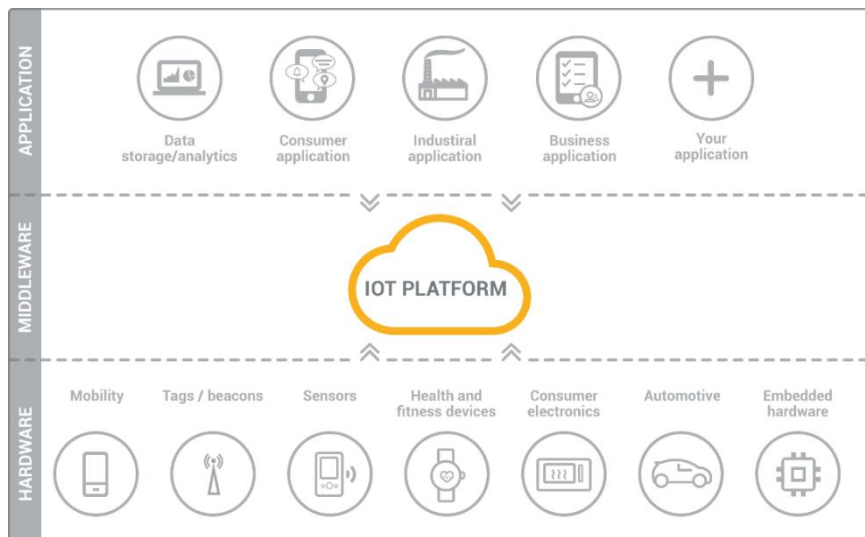 APPLICATION
Data
storage/analytics
Consumer
application
Industiral
application
Business
application
Your
application
MIDDLEWARE
IOT PLATFORM
HARDWARE
Mobility
Tags / beacons
Sensors
Health and
fitness devices
Consumer
electronics
Automotive
Embedded
hardware